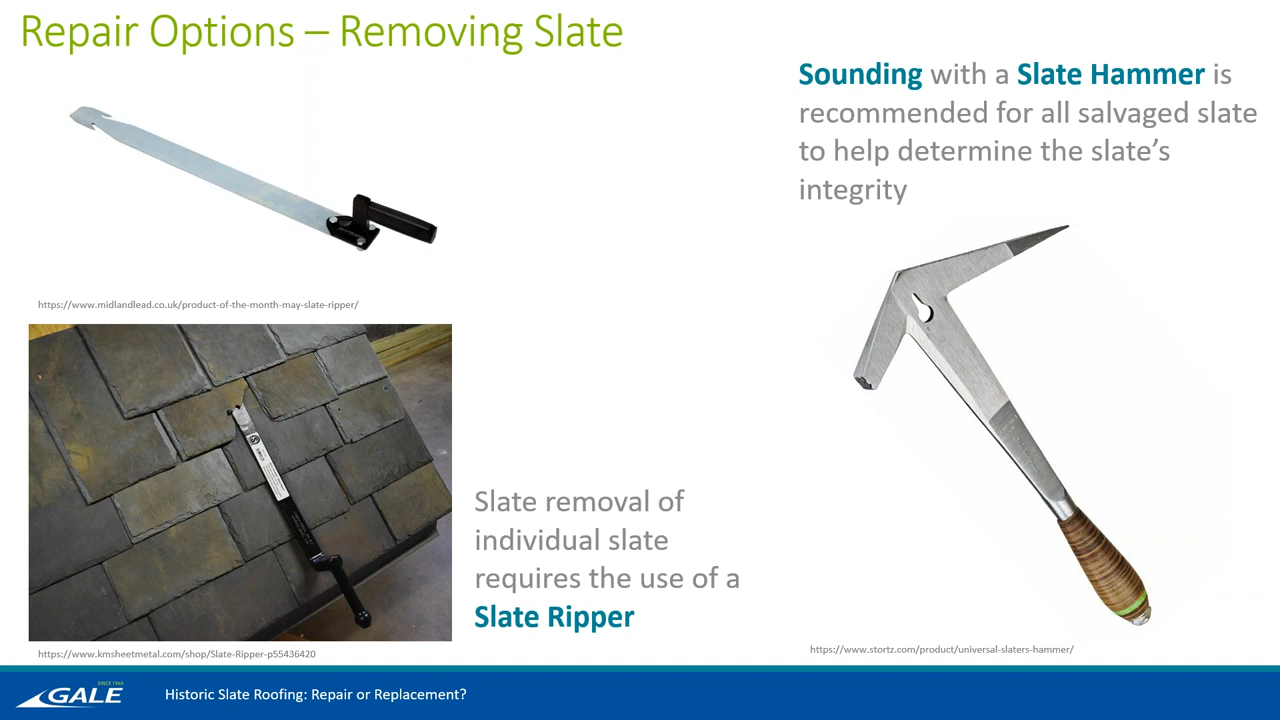 Repair Options – Removing Slate
Sounding with a Slate Hammer is
recommended for all salvaged slate
to help determine the slate's
integrity
https://www.midlandlead.co.uk/product-of-the-month-may-slate-ripper/
Slate removal of
individual slate
requires the use of a
Slate Ripper
https://www.kmsheetmetal.com/shop/Slate-Ripper-p55436420
https://www.stortz.com/product/universal-slaters-hammer/
SINCE 1964
GALE
Historic Slate Roofing: Repair or Replacement?